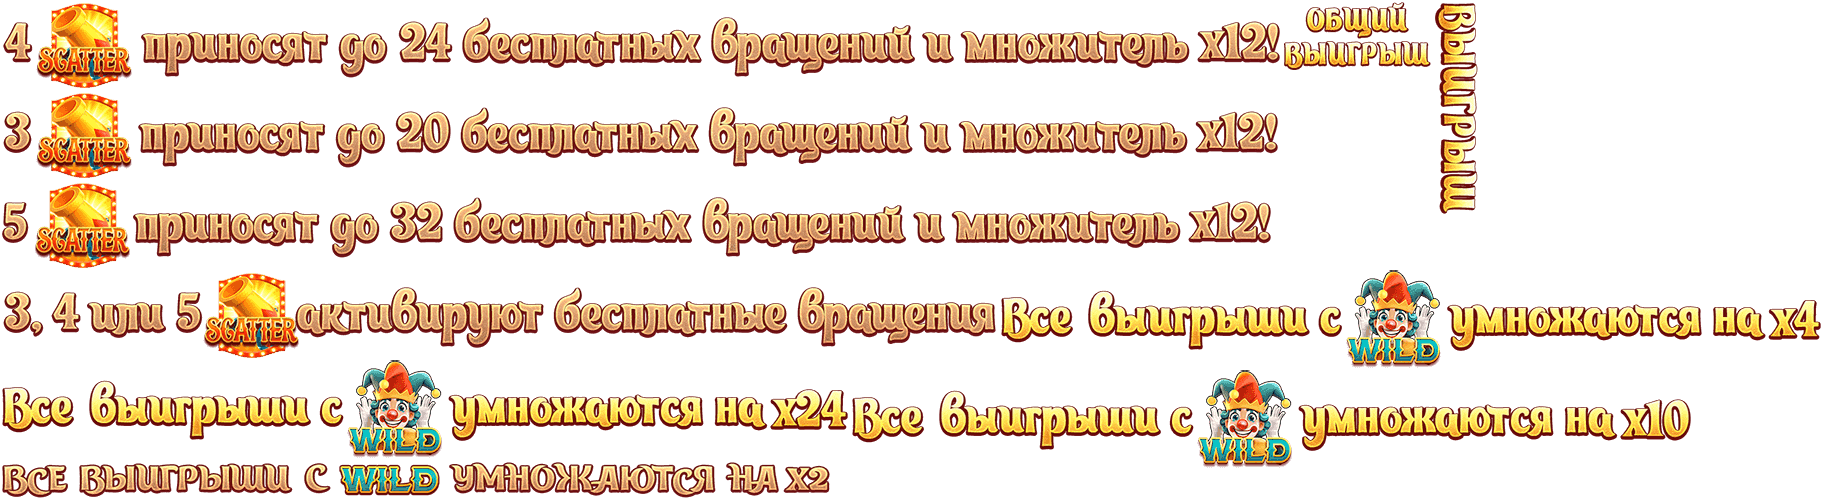 4 SCATTER приносят до 24 бесплатных вращений и множитель x12!
ОБЩИЙ
ВЫИГРЫШ
ВЫИГРЫШ
3 SCATTER приносят до 20 бесплатных вращений и множитель x12!
5 SCATTER приносят до 32 бесплатных вращений и множитель x12!
3, 4 или 5 SCATTER активируют бесплатные вращения
Все выигрыши с WILD умножаются на x4
Все выигрыши с WILD умножаются на x24
Все выигрыши с WILD умножаются на x10
ВСЕ ВЫИГРЫШИ С WILD УМНОЖАЮТСЯ НА X2